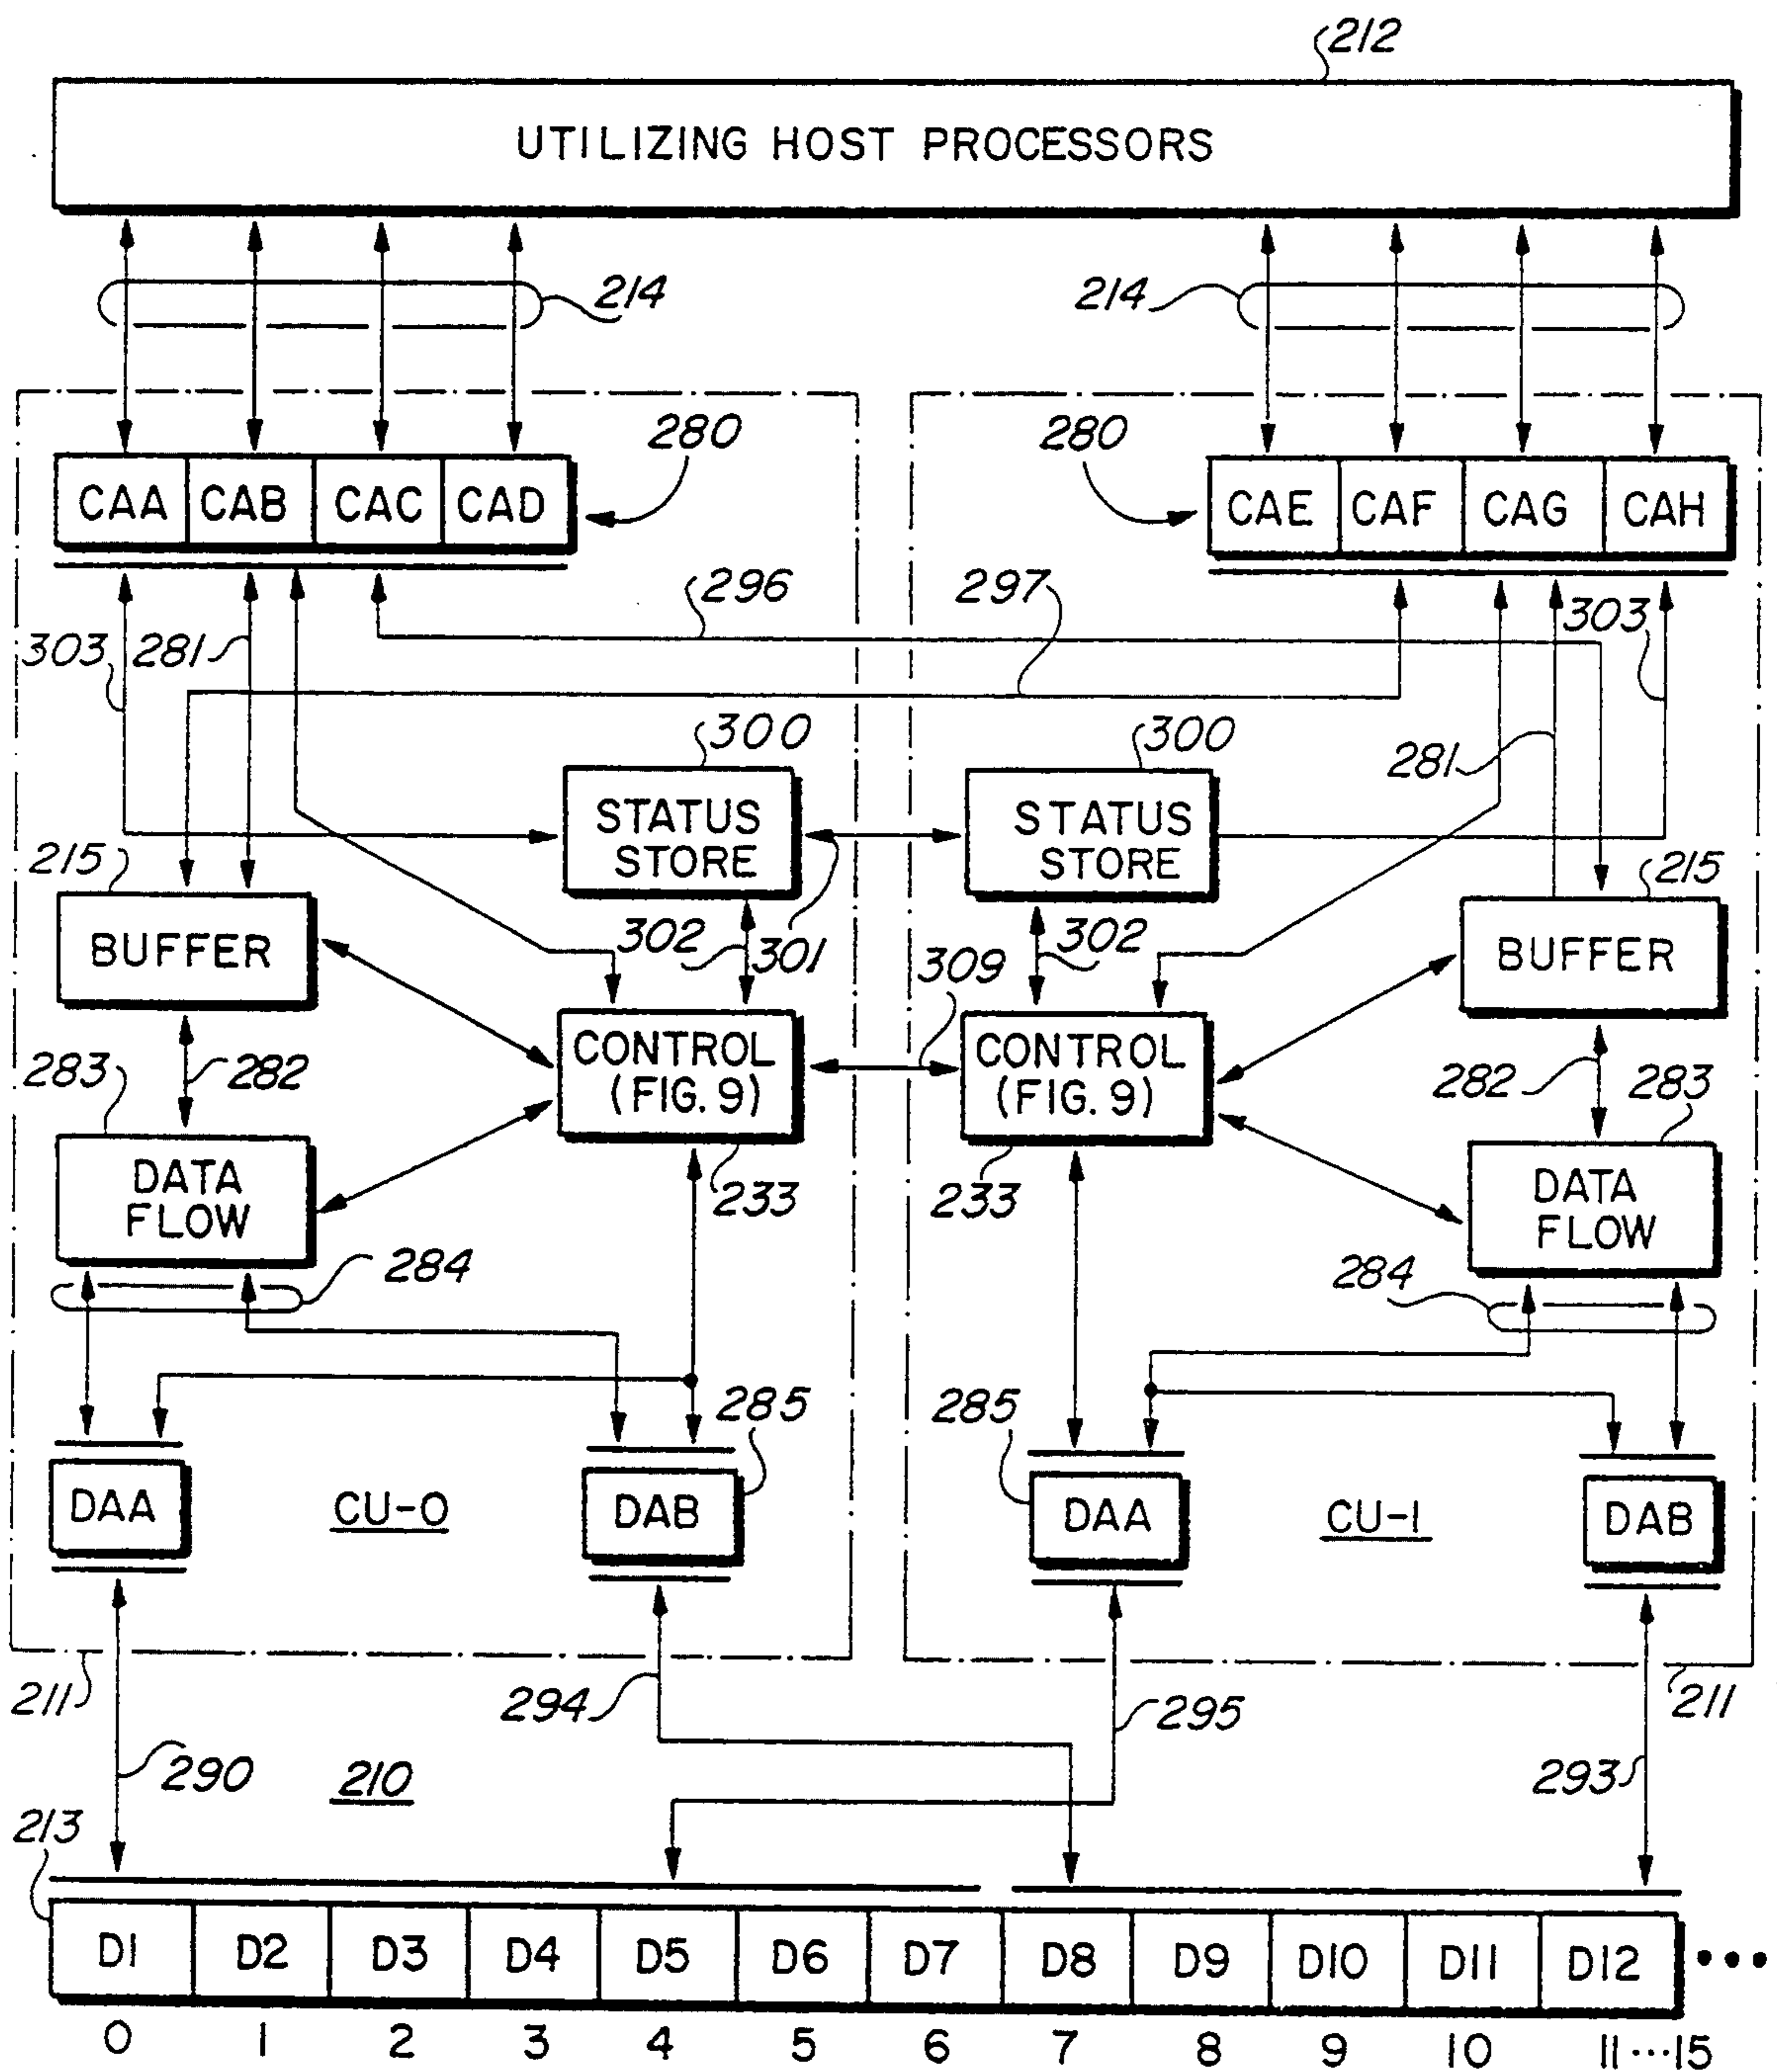 212
UTILIZING HOST PROCESSORS
214
214
280
280
CAA CAB CAC CAD
CAE CAF CAG CAH
296
297
303
281
303
300
300
281
STATUS
STORE
STATUS
STORE
215
215
302
301
302
309
BUFFER
BUFFER
CONTROL
(FIG. 9)
CONTROL
(FIG. 9)
283
282
282
283
DATA
FLOW
233
233
DATA
FLOW
284
284
285
285
DAA
CU-0
DAB
DAA
CU-1
DAB
211
294
295
211
290
210
293
213
D1 D2 D3 D4 D5 D6 D7 D8 D9 D10 D11 D12 •••
0 1 2 3 4 5 6 7 8 9 10 11 ••• 15